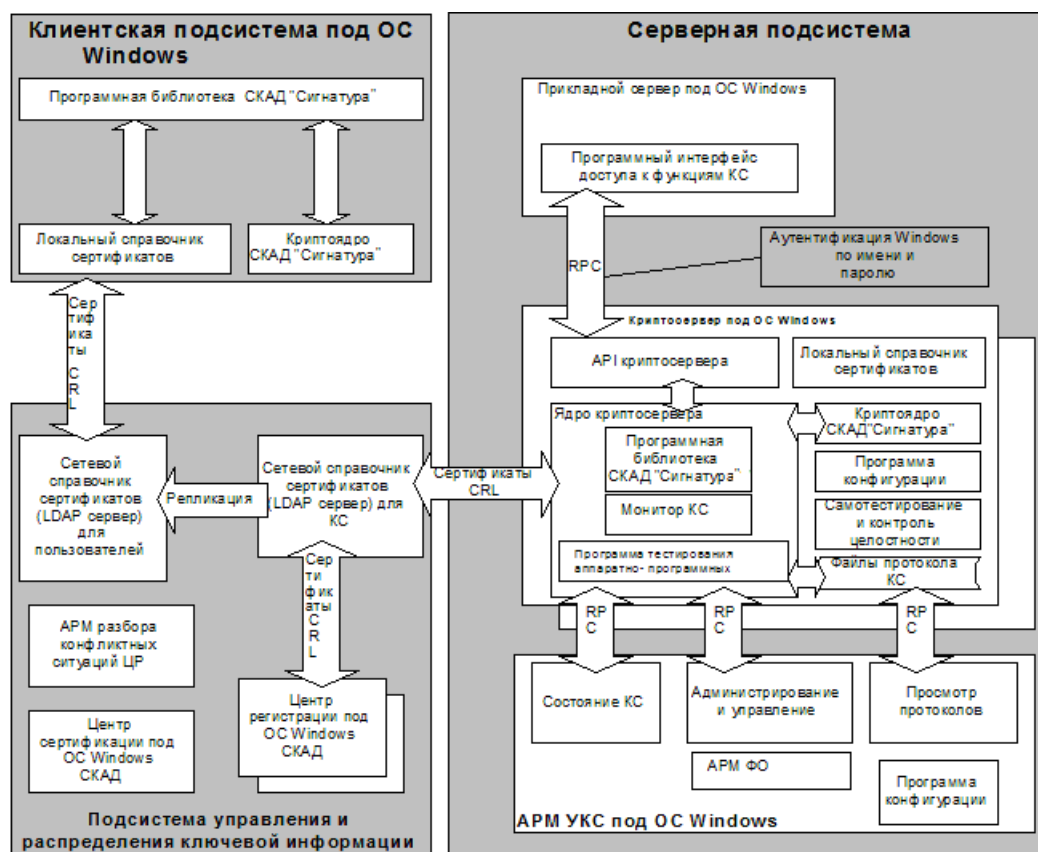 Клиентская подсистема под ОС
Windows
Программная библиотека СКАД "Сигнатура"
Локальный справочник
сертификатов
Криптоядро
СКАД "Сигнатура"
Сер
тиф
ика
ты
C
R
L
Сетевой
справочник
сертификатов
(LDAP сервер)
для
пользователей
Репликация
Сетевой справочник
сертификатов
(LDAP сервер) для
КС
Сер
ти
фик
ат
ы C
R
L
АРМ разбора
конфликтных
ситуаций ЦР
Центр
сертификации под
ОС Windows
СКАД
Центр
регистрации под
ОС Windows
СКАД
Подсистема управления и
распределения ключевой информации
Серверная подсистема
Прикладной сервер под ОС Windows
Программный интерфейс
доступа к функциям КС
RPC
Аутентификация Windows
по имени и
паролю
Криптосервер под ОС Windows
API криптосервера
Локальный справочник
сертификатов
Ядро криптосервера
Программная
библиотека
СКАД "Сигнатура"
Монитор КС
Программа тестирования
аппаратно- программных
Криптоядро
СКАД"Сигнатура"
Программа
конфигурации
Самотестирование
и контроль
целостности
Файлы протокола
КС
Сертификаты
CRL
RP
C
RP
C
RP
C
Состояние КС
Администрирование
и управление
Просмотр
протоколов
АРМ ФО
Программа
конфигурации
АРМ УКС под ОС Windows